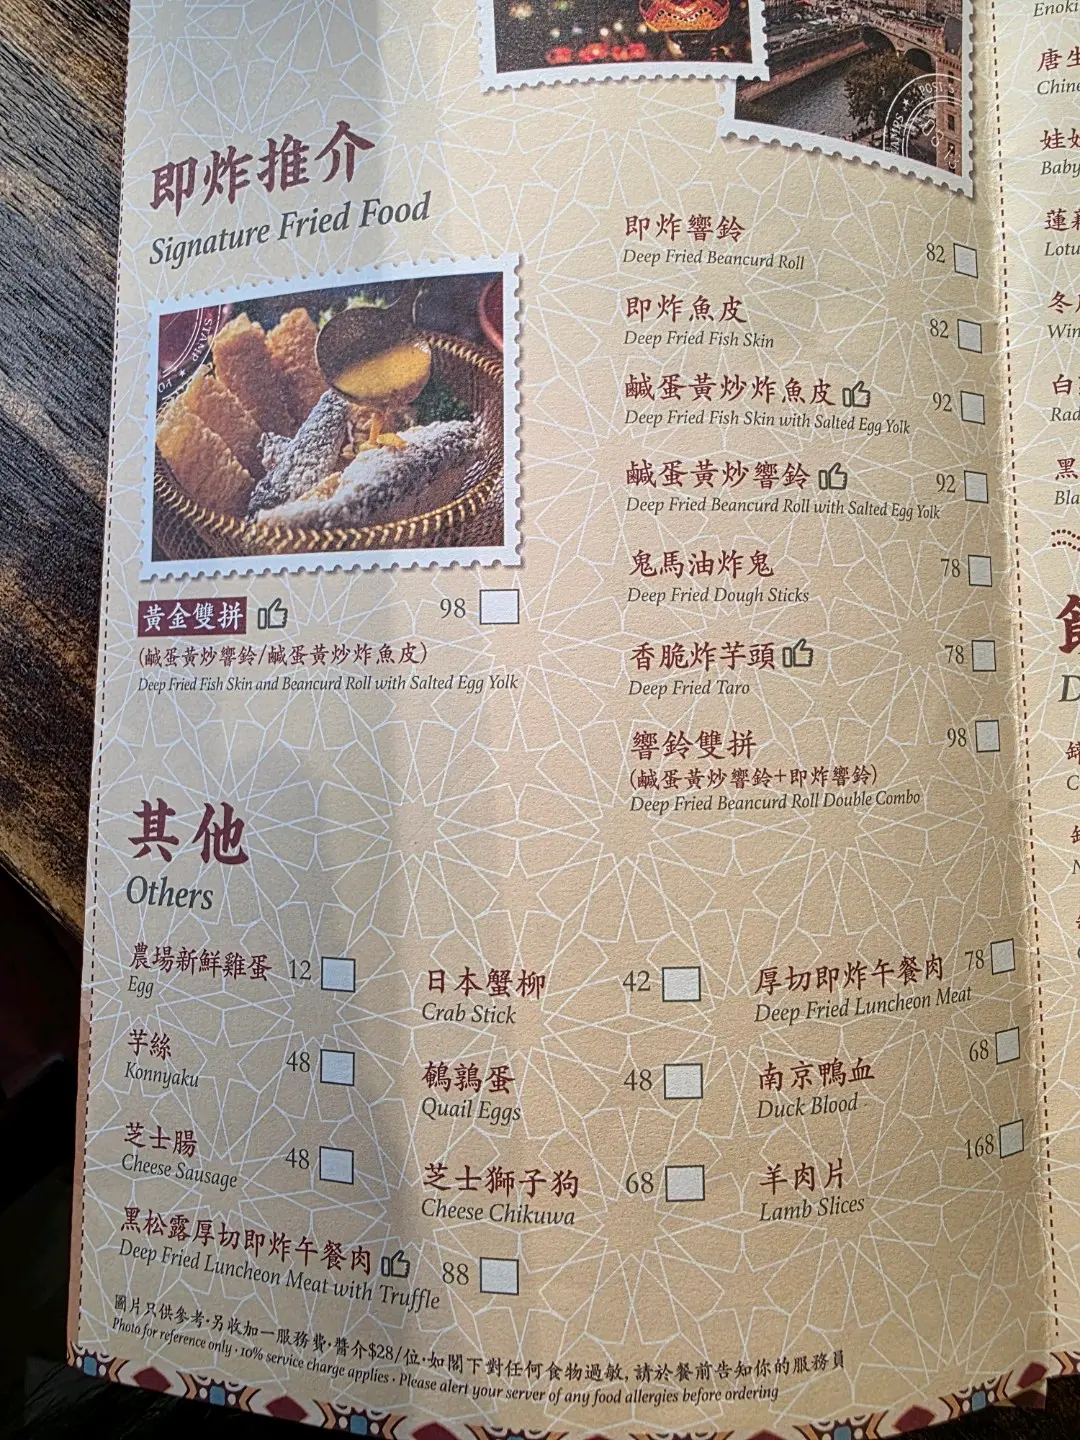 即炸推介
Signature Fried Food
STAMP
黃金雙拼 98
(鹹蛋黃炒響鈴/鹹蛋黃炒炸魚皮)
Deep Fried Fish Skin and Beancurd Roll with Salted Egg Yolk
即炸響鈴
Deep Fried Beancurd Roll 82
即炸魚皮
Deep Fried Fish Skin 82
鹹蛋黃炒炸魚皮 92
Deep Fried Fish Skin with Salted Egg Yolk
鹹蛋黃炒響鈴 92
Deep Fried Beancurd Roll with Salted Egg Yolk
鬼馬油炸鬼 78
Deep Fried Dough Sticks
香脆炸芋頭 78
Deep Fried Taro
響鈴雙拼 98
(鹹蛋黃炒響鈴+即炸響鈴)
Deep Fried Beancurd Roll Double Combo
其他
Others
農場新鮮雞蛋 12
Egg
芋絲 48
Konnyaku
芝士腸 48
Cheese Sausage
黑松露厚切即炸午餐肉 88
Deep Fried Luncheon Meat with Truffle
日本蟹柳 42
Crab Stick
鵪鶉蛋 48
Quail Eggs
芝士獅子狗 68
Cheese Chikuwa
厚切即炸午餐肉 78
Deep Fried Luncheon Meat
南京鴨血 68
Duck Blood
羊肉片 168
Lamb Slices
圖片只供參考·另收加一服務費·醬介$28/位·如閣下對任何食物過敏,請於餐前告知你的服務員
Photo for reference only · 10% service charge applies · Please alert your server of any food allergies before ordering
Enoki
唐生
娃娃
Baby
白
黑